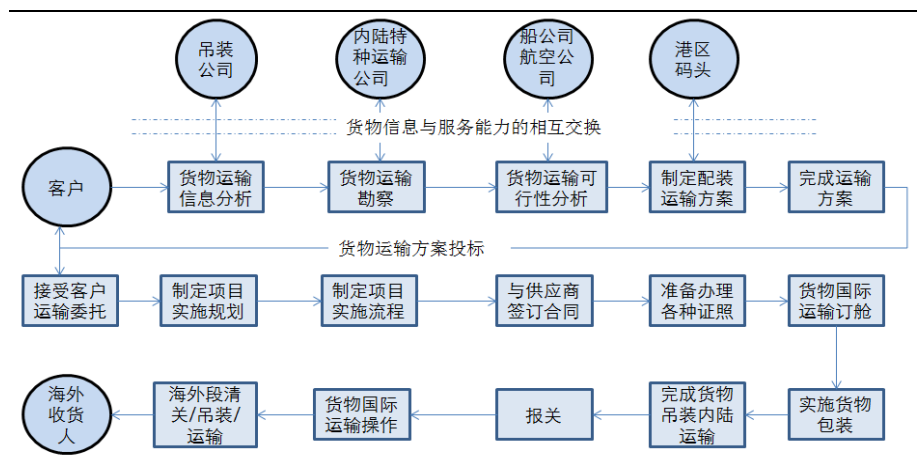 吊装
公司
内陆特
种运输
公司
船公司
航空公
司
港区
码头
货物信息与服务能力的相互交换
客户
货物运输
信息分析
货物运输
勘察
货物运输可
行性分析
制定配装
运输方案
完成运输
方案
货物运输方案投标
接受客户
运输委托
制定项目
实施规划
制定项目
实施流程
与供应商
签订合同
准备办理
各种证照
货物国际
运输订舱
海外
收货
人
海外段清
关/吊装/
运输
货物国际
运输操作
报关
完成货物
吊装内陆
运输
实施货物
包装